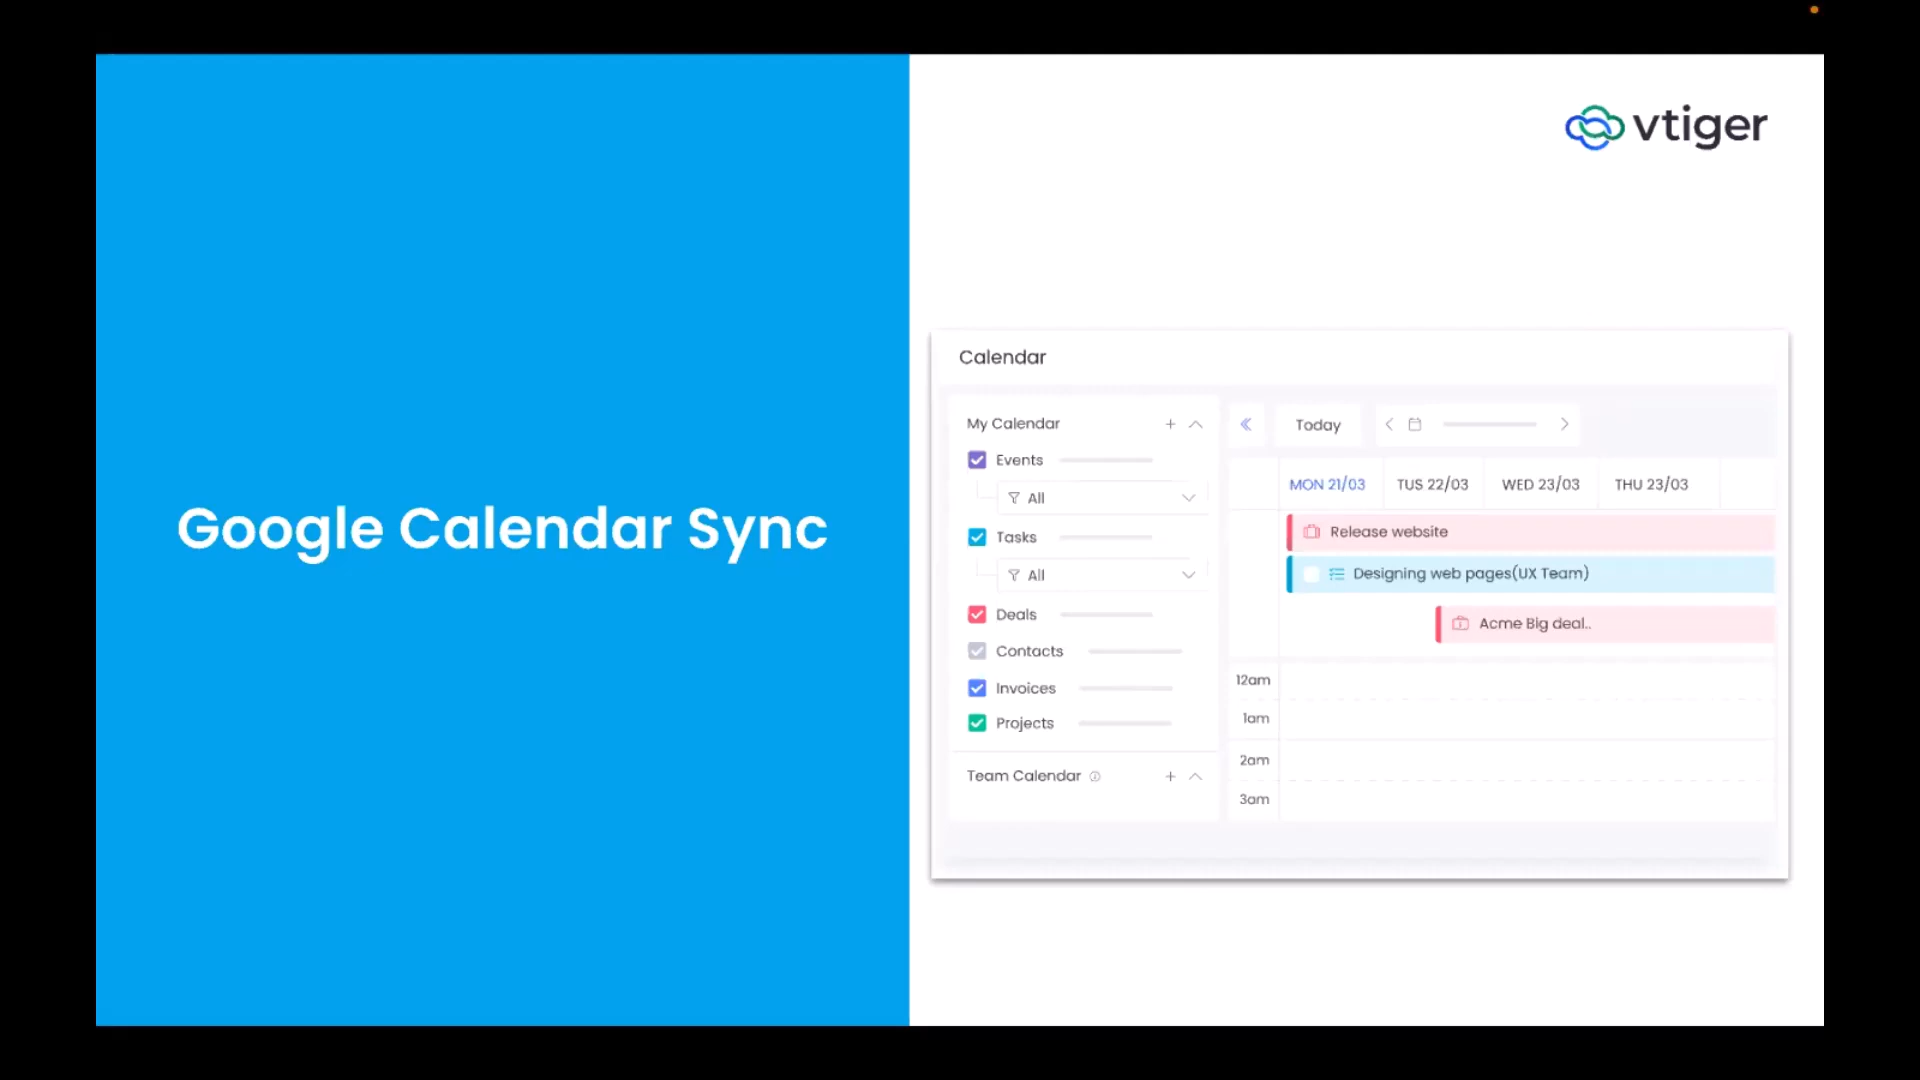 vtiger
Google Calendar Sync
Calendar
My Calendar
Events
All
Tasks
All
Deals
Contacts
Invoices
Projects
Team Calendar
Today
MON 21/03 TUS 22/03 WED 23/03 THU 23/03
Release website
Designing web pages(UX Team)
Acme Big deal..
12am
1am
2am
3am